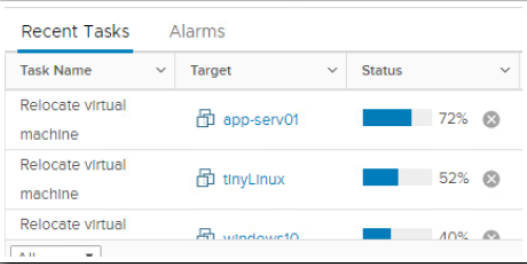 Recent Tasks Alarms
Task Name Target Status
Relocate virtual
machine
app-serv01 72%
Relocate virtual
machine
tinyLinux 52%
Relocate virtual
windows10 40%
All